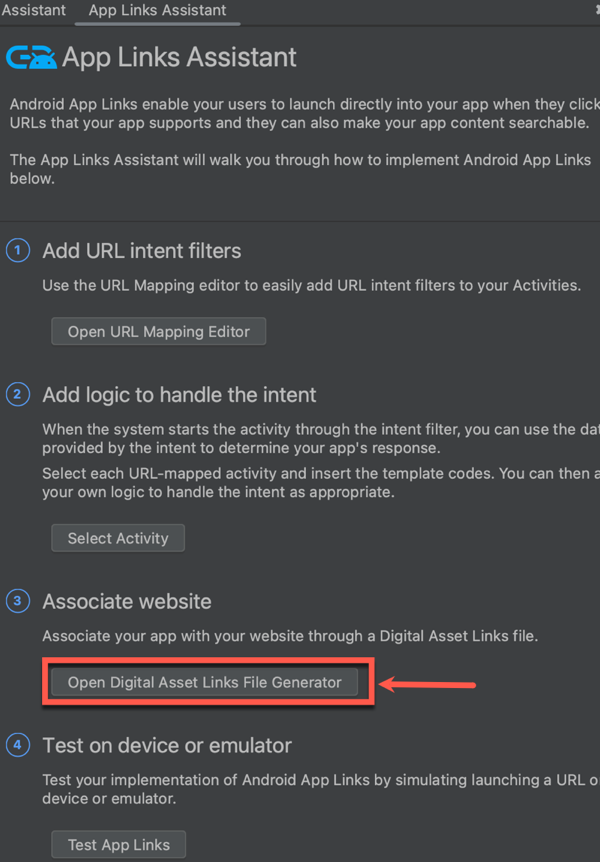 Assistant
App Links Assistant
App Links Assistant
Android App Links enable your users to launch directly into your app when they click
URLs that your app supports and they can also make your app content searchable.
The App Links Assistant will walk you through how to implement Android App Links
below.
1
Add URL intent filters
Use the URL Mapping editor to easily add URL intent filters to your Activities.
Open URL Mapping Editor
2
Add logic to handle the intent
When the system starts the activity through the intent filter, you can use the
provided by the intent to determine your app's response.
Select each URL-mapped activity and insert the template codes. You can then
your own logic to handle the intent as appropriate.
Select Activity
3
Associate website
Associate your app with your website through a Digital Asset Links file.
Open Digital Asset Links File Generator
4
Test on device or emulator
Test your implementation of Android App Links by simulating launching a URL
device or emulator.
Test App Links